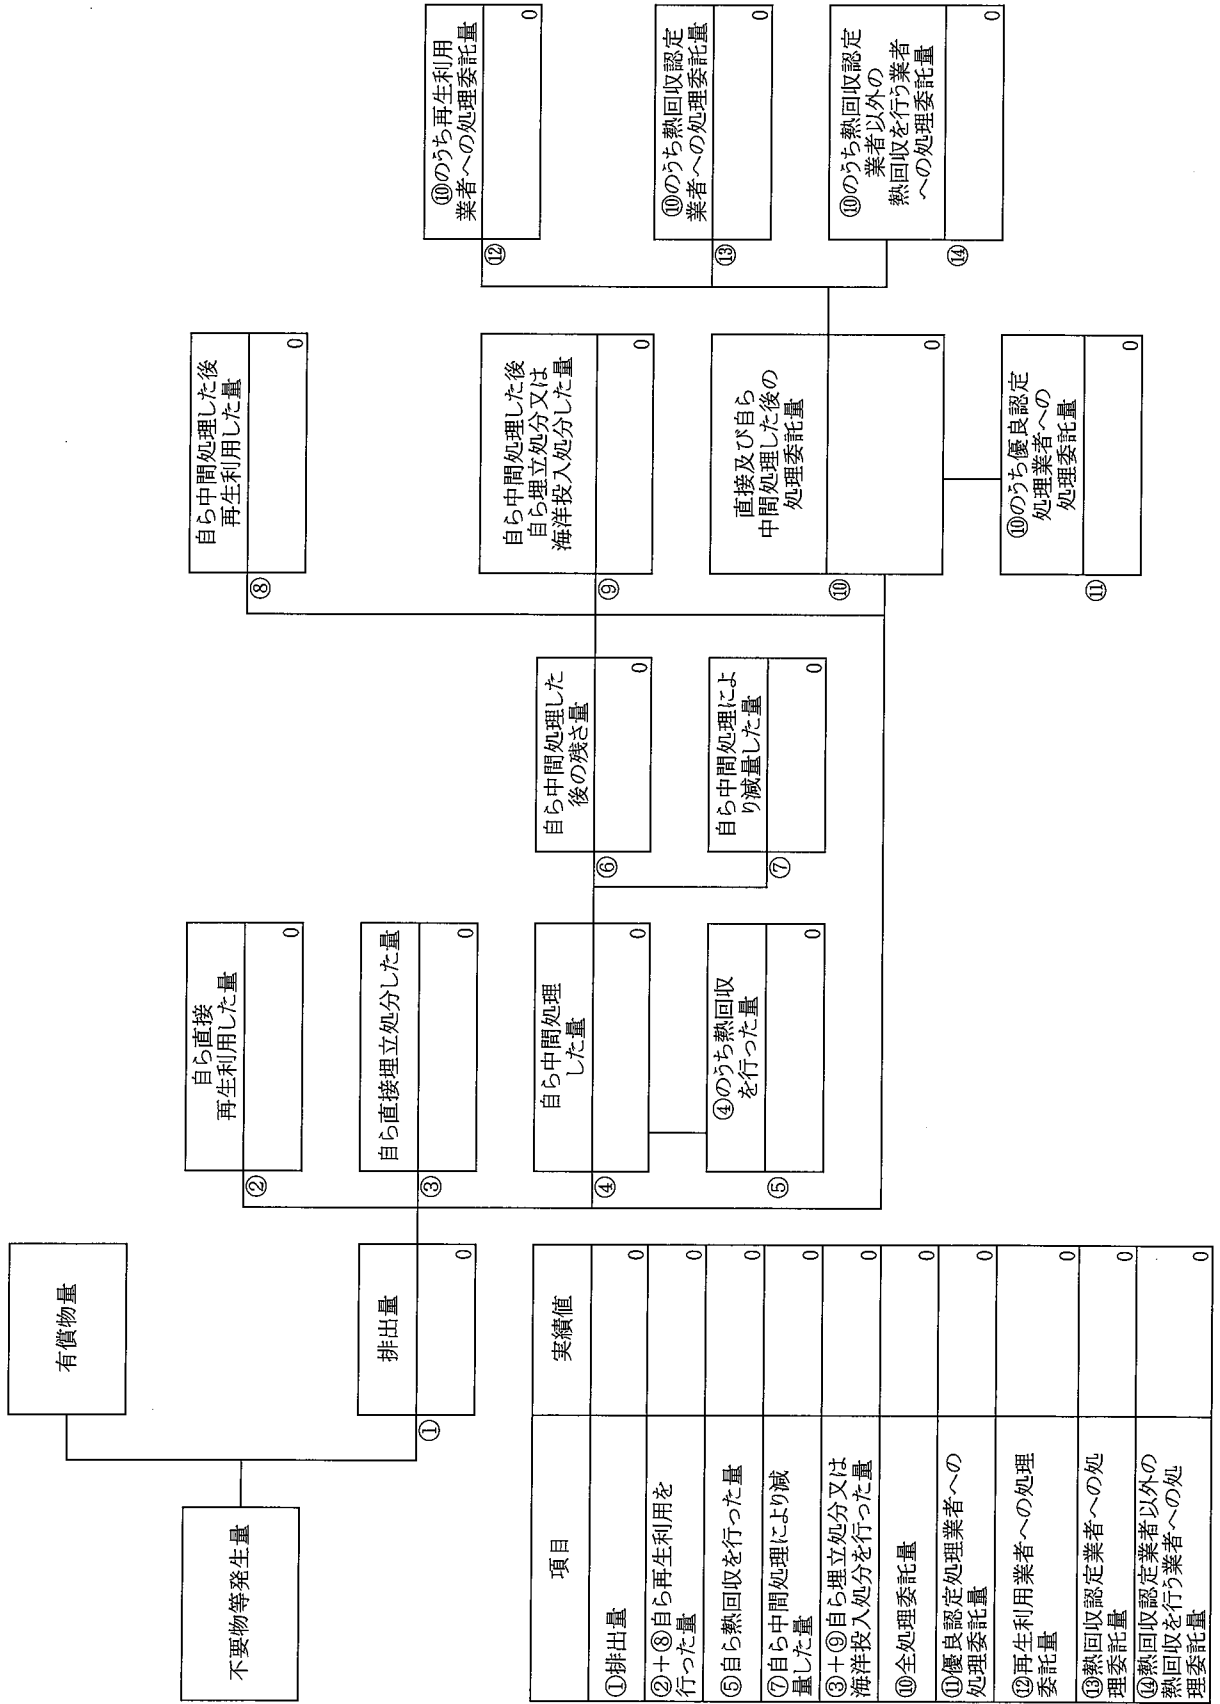 不要物等発生量
有償物量
排出量
①
0
自ら直接
再生利用した量
②
0
自ら直接埋立処分した量
③
0
自ら中間処理
した量
④
0
④のうち熱回収
を行った量
⑤
0
自ら中間処理した
後の残さ量
⑥
0
自ら中間処理によ
り減量した量
⑦
0
自ら中間処理した後
再生利用した量
⑧
0
自ら中間処理した後
自ら埋立処分又は
海洋投入処分した量
⑨
0
直接及び自ら
中間処理した後の
処理委託量
⑩
0
⑩のうち優良認定
処理業者への
処理委託量
⑪
0
⑩のうち再生利用
業者への処理委託量
⑫
0
⑩のうち熱回収認定
業者への処理委託量
⑬
0
⑩のうち熱回収認定
業者以外の
熱回収を行う業者
への処理委託量
⑭
0
項目 実績値
①排出量 0
②+⑧自ら再生利用を
行った量 0
⑤自ら熱回収を行った量 0
⑦自ら中間処理により減
量した量 0
③+⑨自ら埋立処分又は
海洋投入処分を行った量 0
⑩全処理委託量 0
⑪優良認定処理業者への
処理委託量 0
⑫再生利用業者への処理
委託量 0
⑬熱回収認定業者への処
理委託量 0
⑭熱回収認定業者以外の
熱回収を行う業者への処
理委託量 0